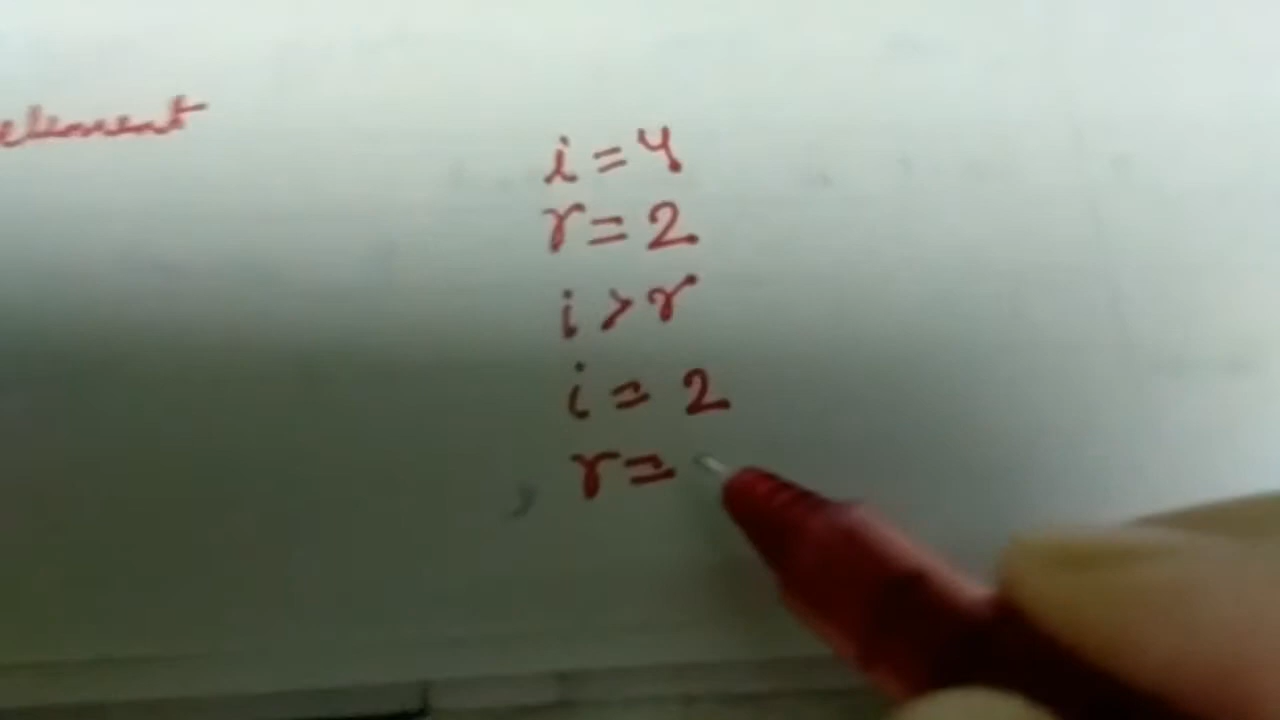 element
i = 4
r = 2
i > r
i = 2
r =